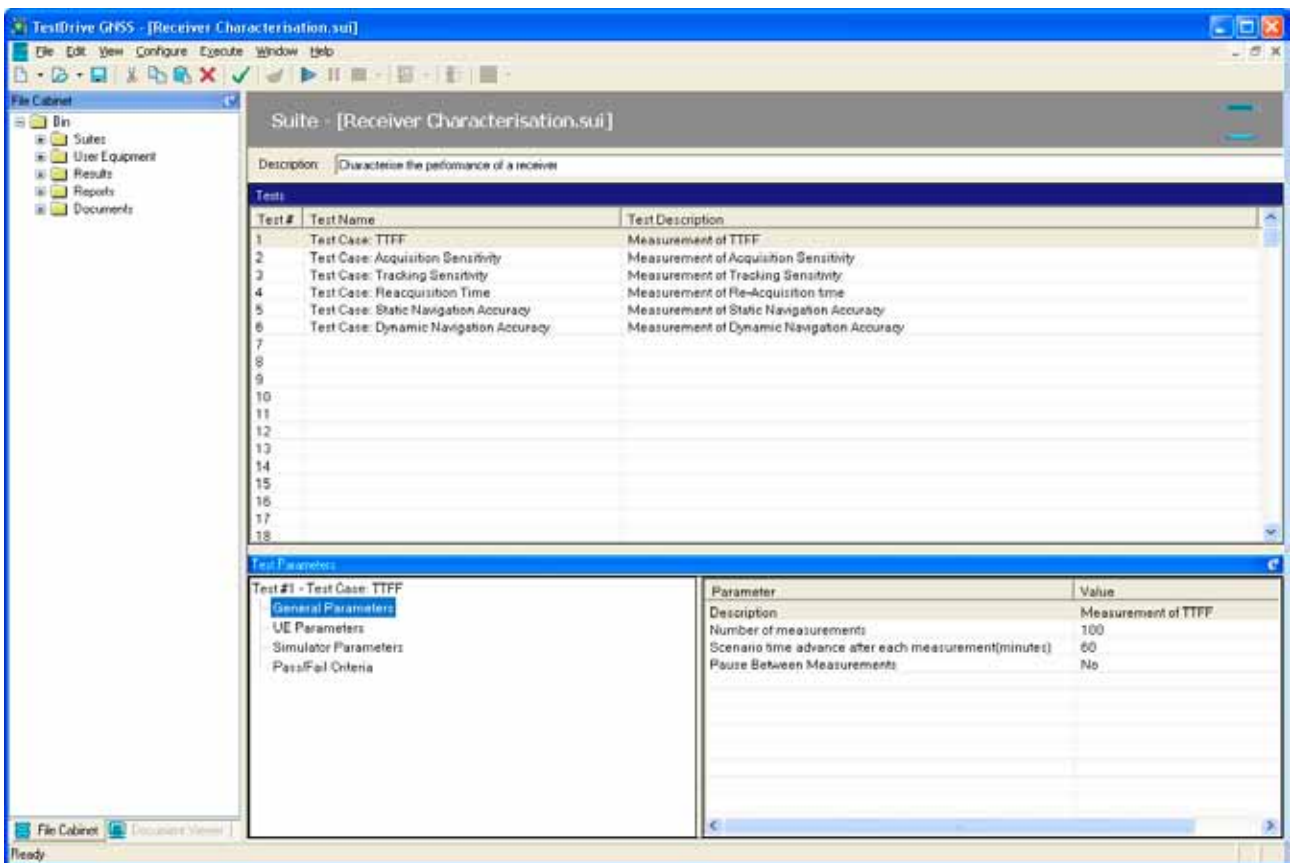 TestDrive GNSS - [Receiver Characterisation.sui]
File Edit View Configure Execute Window Help
File Cabinet
Bin
Suites
User Equipment
Results
Reports
Documents
Suite - [Receiver Characterisation.sui]
Description: Characterise the performance of a receiver
Tests
Test # Test Name Test Description
1 Test Case: TTFF Measurement of TTFF
2 Test Case: Acquisition Sensitivity Measurement of Acquisition Sensitivity
3 Test Case: Tracking Sensitivity Measurement of Tracking Sensitivity
4 Test Case: Reacquisition Time Measurement of Re-Acquisition time
5 Test Case: Static Navigation Accuracy Measurement of Static Navigation Accuracy
6 Test Case: Dynamic Navigation Accuracy Measurement of Dynamic Navigation Accuracy
7
8
9
10
11
12
13
14
15
16
17
18
Test Parameters
Test #1 - Test Case: TTFF
General Parameters
UE Parameters
Simulator Parameters
Pass/Fail Criteria
Parameter Value
Description Measurement of TTFF
Number of measurements 100
Scenario time advance after each measurement(minutes) 60
Pause Between Measurements No
File Cabinet Document Viewer
Ready